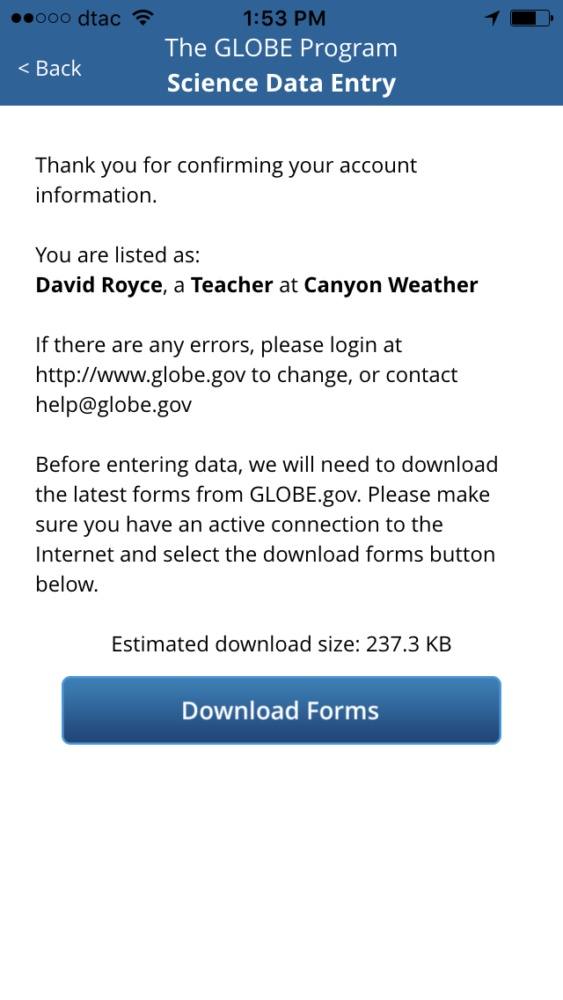 dtac 1:53 PM
The GLOBE Program
< Back
Science Data Entry
Thank you for confirming your account
information.
You are listed as:
David Royce, a Teacher at Canyon Weather
If there are any errors, please login at
http://www.globe.gov to change, or contact
help@globe.gov
Before entering data, we will need to download
the latest forms from GLOBE.gov. Please make
sure you have an active connection to the
Internet and select the download forms button
below.
Estimated download size: 237.3 KB
Download Forms